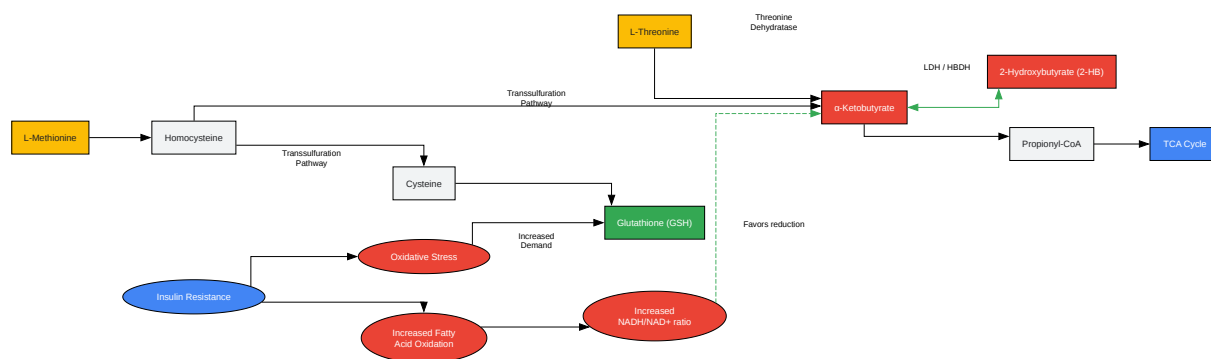 Threonine
Dehydratase
L-Threonine
LDH / HBDH
2-Hydroxybutyrate (2-HB)
Transsulfuration
Pathway
α-Ketobutyrate
L-Methionine
Homocysteine
Propionyl-CoA
TCA Cycle
Transsulfuration
Pathway
Cysteine
Glutathione (GSH)
Favors reduction
Increased
Demand
Oxidative Stress
Insulin Resistance
Increased
NADH/NAD+ ratio
Increased Fatty
Acid Oxidation